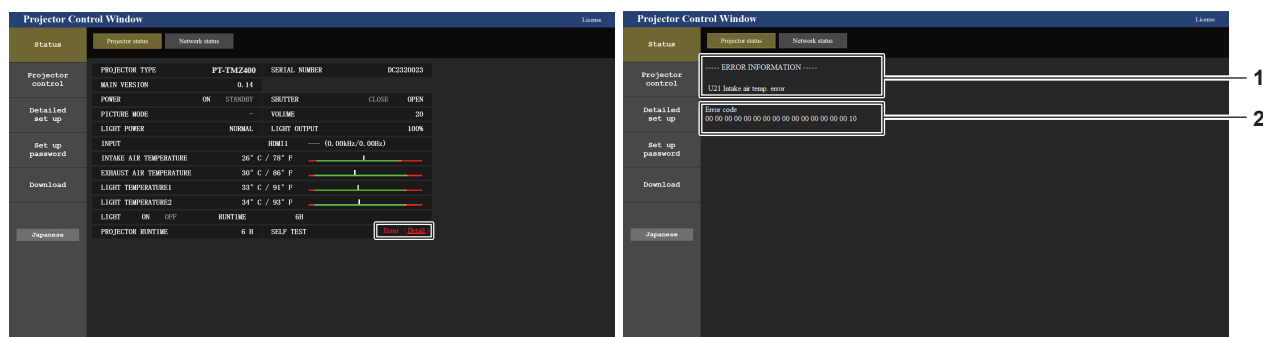 Projector Control Window License
Status
Projector status Network status
Projector control
Detailed set up
Set up password
Download
Japanese
PROJECTOR TYPE PT-TMZ400 SERIAL NUMBER DC2320023
MAIN VERSION 0.14
POWER ON STANDBY SHUTTER CLOSE OPEN
PICTURE MODE - VOLUME 20
LIGHT POWER NORMAL LIGHT OUTPUT 100%
INPUT HDMI1 --- (0.00kHz/0.00Hz)
INTAKE AIR TEMPERATURE 26° C / 78° F
EXHAUST AIR TEMPERATURE 30° C / 86° F
LIGHT TEMPERATURE1 33° C / 91° F
LIGHT TEMPERATURE2 34° C / 93° F
LIGHT ON OFF RUNTIME 6H
PROJECTOR RUNTIME 6 H SELF TEST Error (Detail)
Projector Control Window License
Status
Projector status Network status
Projector control
Detailed set up
Set up password
Download
Japanese
----- ERROR INFORMATION -----
U21 Intake air temp. error
Error code
00 00 00 00 00 00 00 00 00 00 00 00 00 00 00 10
1
2